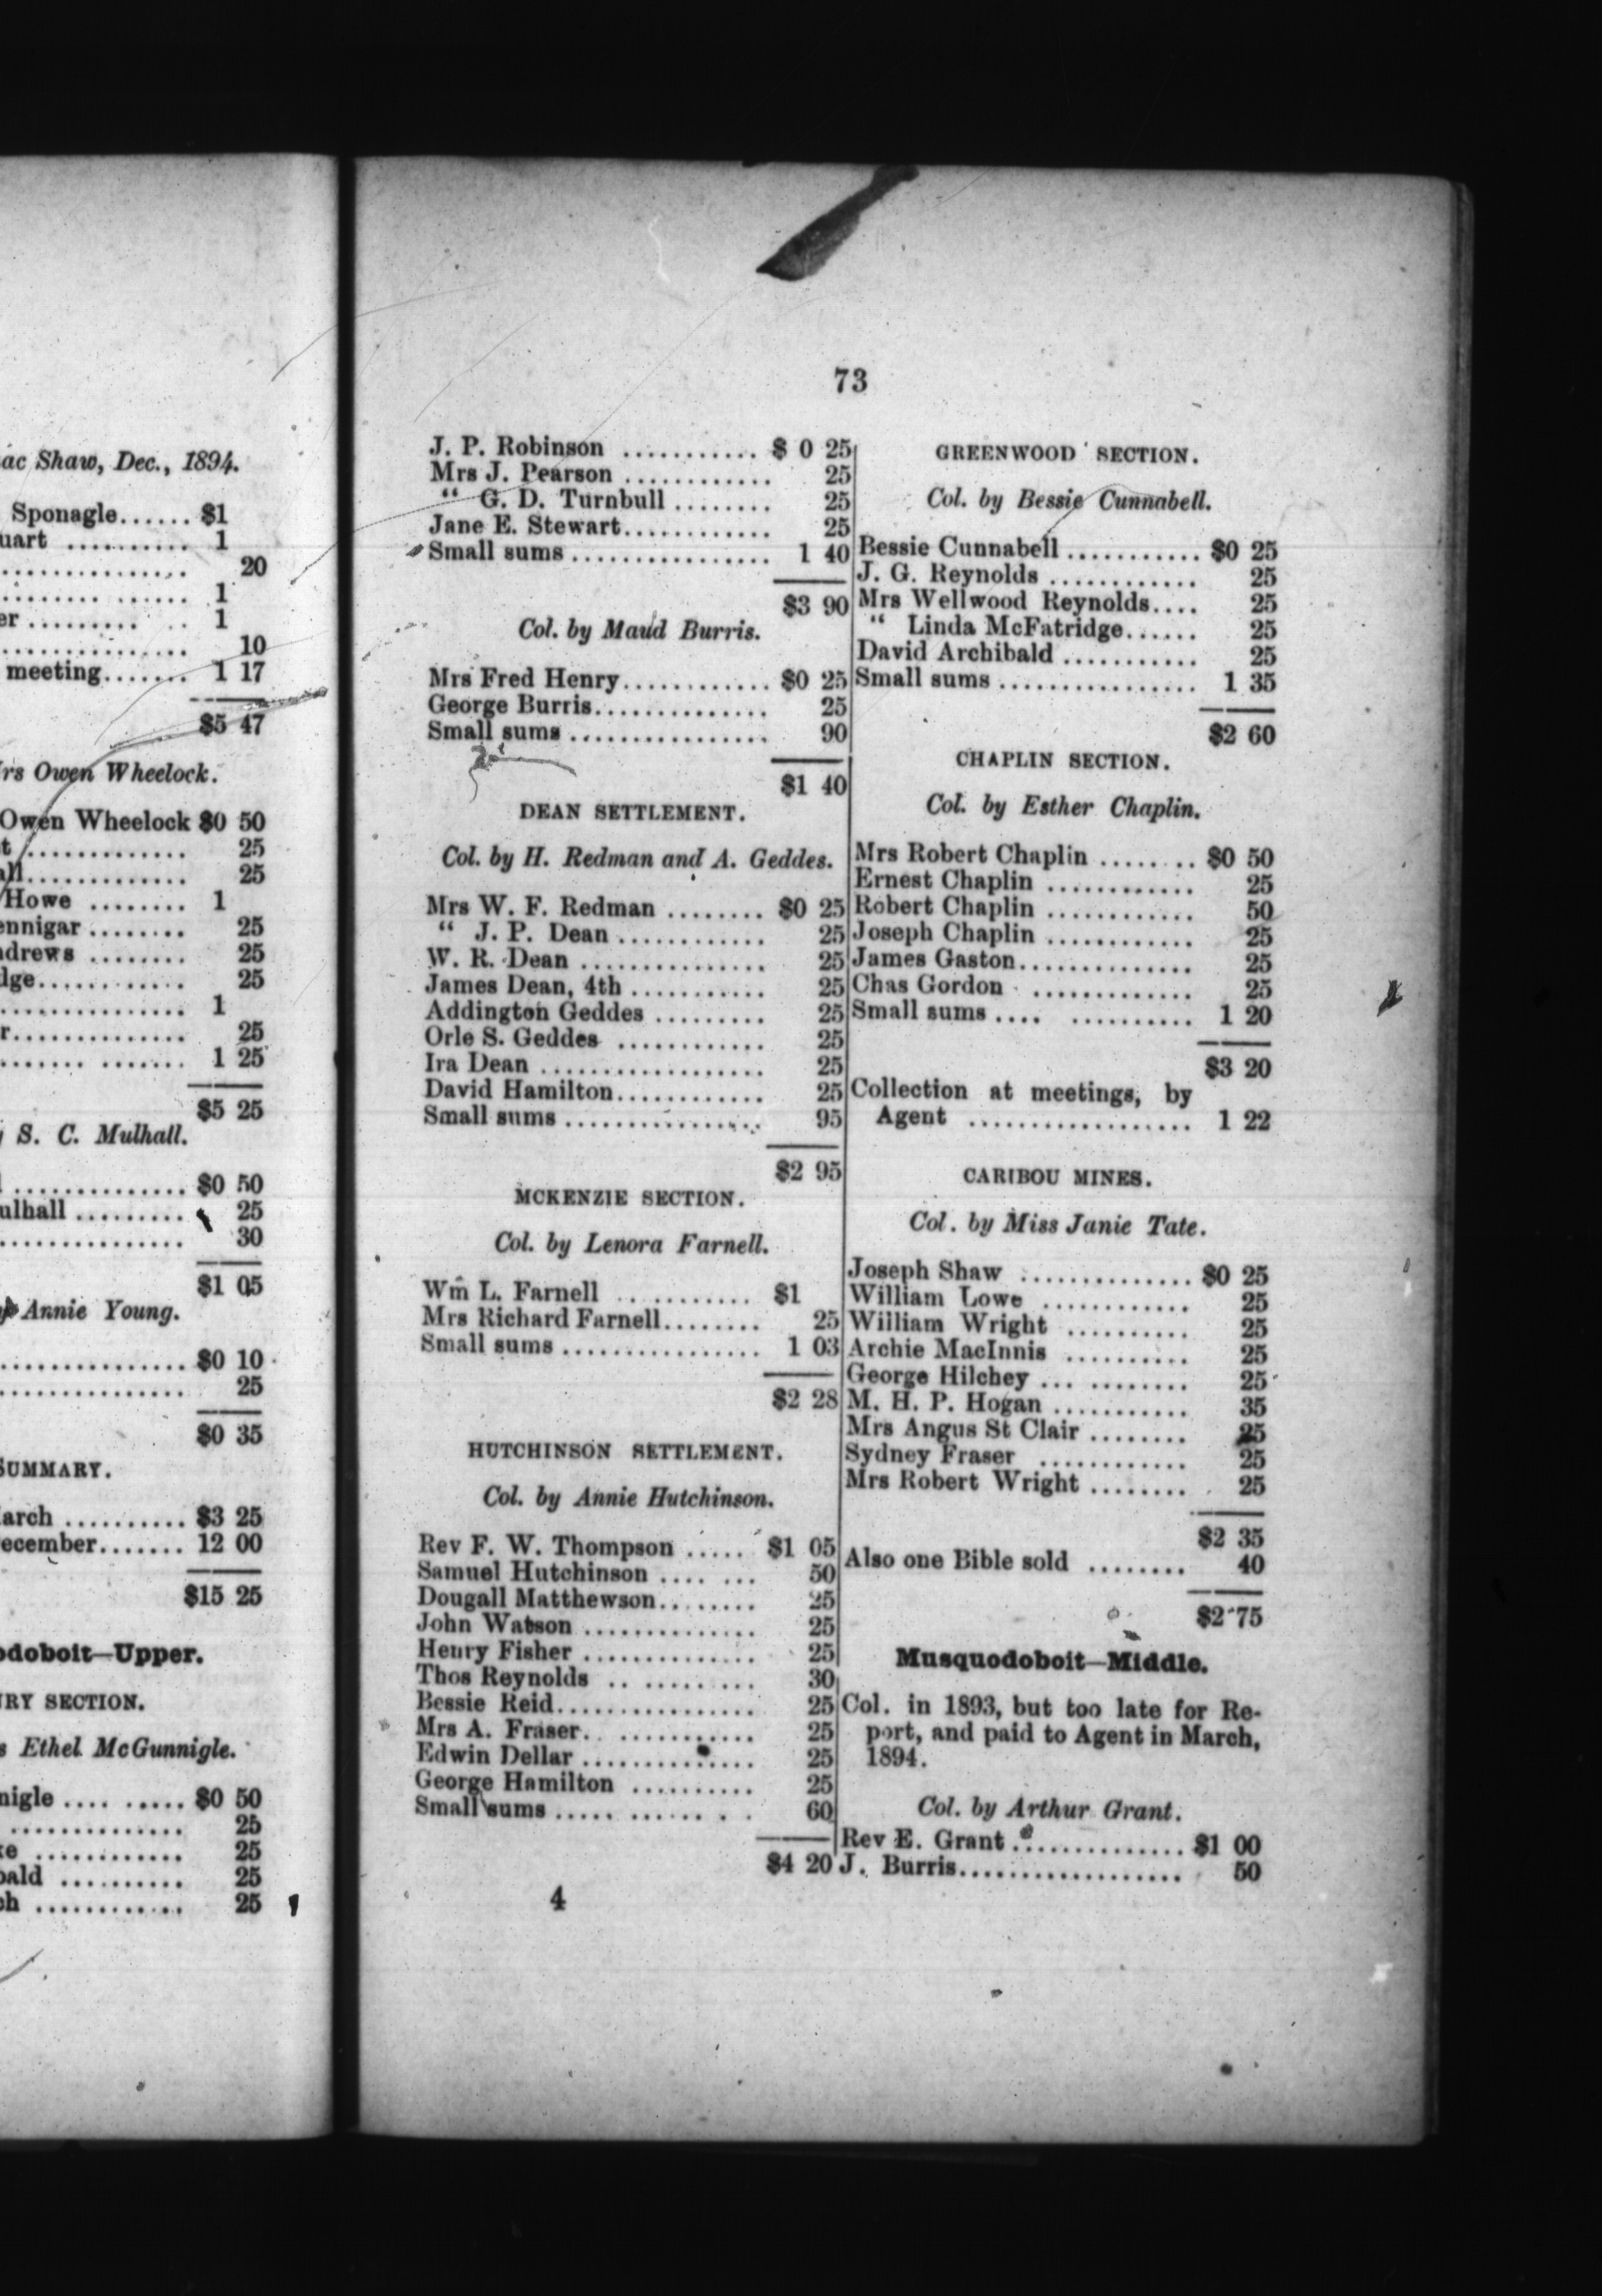 ac Shaw, Dec., 1894.
Sponagle...... $1
uart .......... 1
............... 20
......... ...... 1
er ......... .. 1
................ 10
meeting....... 1 17
$5 47
rs Owen Wheelock.
Owen Wheelock $0 50
t ............. 25
all............. 25
Howe ........ 1
ennigar ........ 25
ndrews ........ 25
dge............ 25
................ 1
r............... 25
....... ....... 1 25
$5 25
S. C. Mulhall.
............... $0 50
ulhall ......... 25
............... 30
$1 05
Annie Young.
............... $0 10
............... 25
$0 35
SUMMARY.
arch .......... $3 25
ecember....... 12 00
$15 25
odoboit—Upper.
RY SECTION.
s Ethel McGunnigle.
nigle .... ..... $0 50
.............. 25
ke ............ 25
bald .......... 25
ch ............ 25
73
J. P. Robinson ........... $ 0 25
Mrs J. Pearson ............ 25
“ G. D. Turnbull ........ 25
Jane E. Stewart............ 25
Small sums ................ 1 40
$3 90
Col. by Maud Burris.
Mrs Fred Henry............ $0 25
George Burris.............. 25
Small sums ................ 90
$1 40
DEAN SETTLEMENT.
Col. by H. Redman and A. Geddes.
Mrs W. F. Redman ........ $0 25
“ J. P. Dean ............ 25
W. R. Dean ............... 25
James Dean, 4th ........... 25
Addington Geddes ......... 25
Orle S. Geddes ............ 25
Ira Dean .................. 25
David Hamilton............ 25
Small sums ................ 95
$2 95
MCKENZIE SECTION.
Col. by Lenora Farnell.
Wm L. Farnell ........... $1
Mrs Richard Farnell........ 25
Small sums ................ 1 03
$2 28
HUTCHINSON SETTLEMENT.
Col. by Annie Hutchinson.
Rev F. W. Thompson ..... $1 05
Samuel Hutchinson .... ... 50
Dougall Matthewson........ 25
John Watson .............. 25
Henry Fisher .............. 25
Thos Reynolds .. ......... 30
Bessie Reid................ 25
Mrs A. Fraser. ............ 25
Edwin Dellar .............. 25
George Hamilton .......... 25
Small sums ..... ....... . 60
$4 20
4
GREENWOOD SECTION.
Col. by Bessie Cunnabell.
Bessie Cunnabell ........... $0 25
J. G. Reynolds ............ 25
Mrs Wellwood Reynolds.... 25
“ Linda McFatridge...... 25
David Archibald ........... 25
Small sums ................ 1 35
$2 60
CHAPLIN SECTION.
Col. by Esther Chaplin.
Mrs Robert Chaplin ........ $0 50
Ernest Chaplin ............ 25
Robert Chaplin ............ 50
Joseph Chaplin ............ 25
James Gaston.............. 25
Chas Gordon ............. 25
Small sums .... .......... 1 20
$3 20
Collection at meetings, by
Agent .................. 1 22
CARIBOU MINES.
Col. by Miss Janie Tate.
Joseph Shaw .............. $0 25
William Lowe ............ 25
William Wright .......... 25
Archie MacInnis .......... 25
George Hilchey ... ........ 25
M. H. P. Hogan ........... 35
Mrs Angus St Clair ........ 25
Sydney Fraser ............ 25
Mrs Robert Wright ........ 25
$2 35
Also one Bible sold ........ 40
$2 75
Musquodoboit—Middle.
Col. in 1893, but too late for Re-
port, and paid to Agent in March,
1894.
Col. by Arthur Grant.
Rev E. Grant .............. $1 00
J. Burris.................. 50